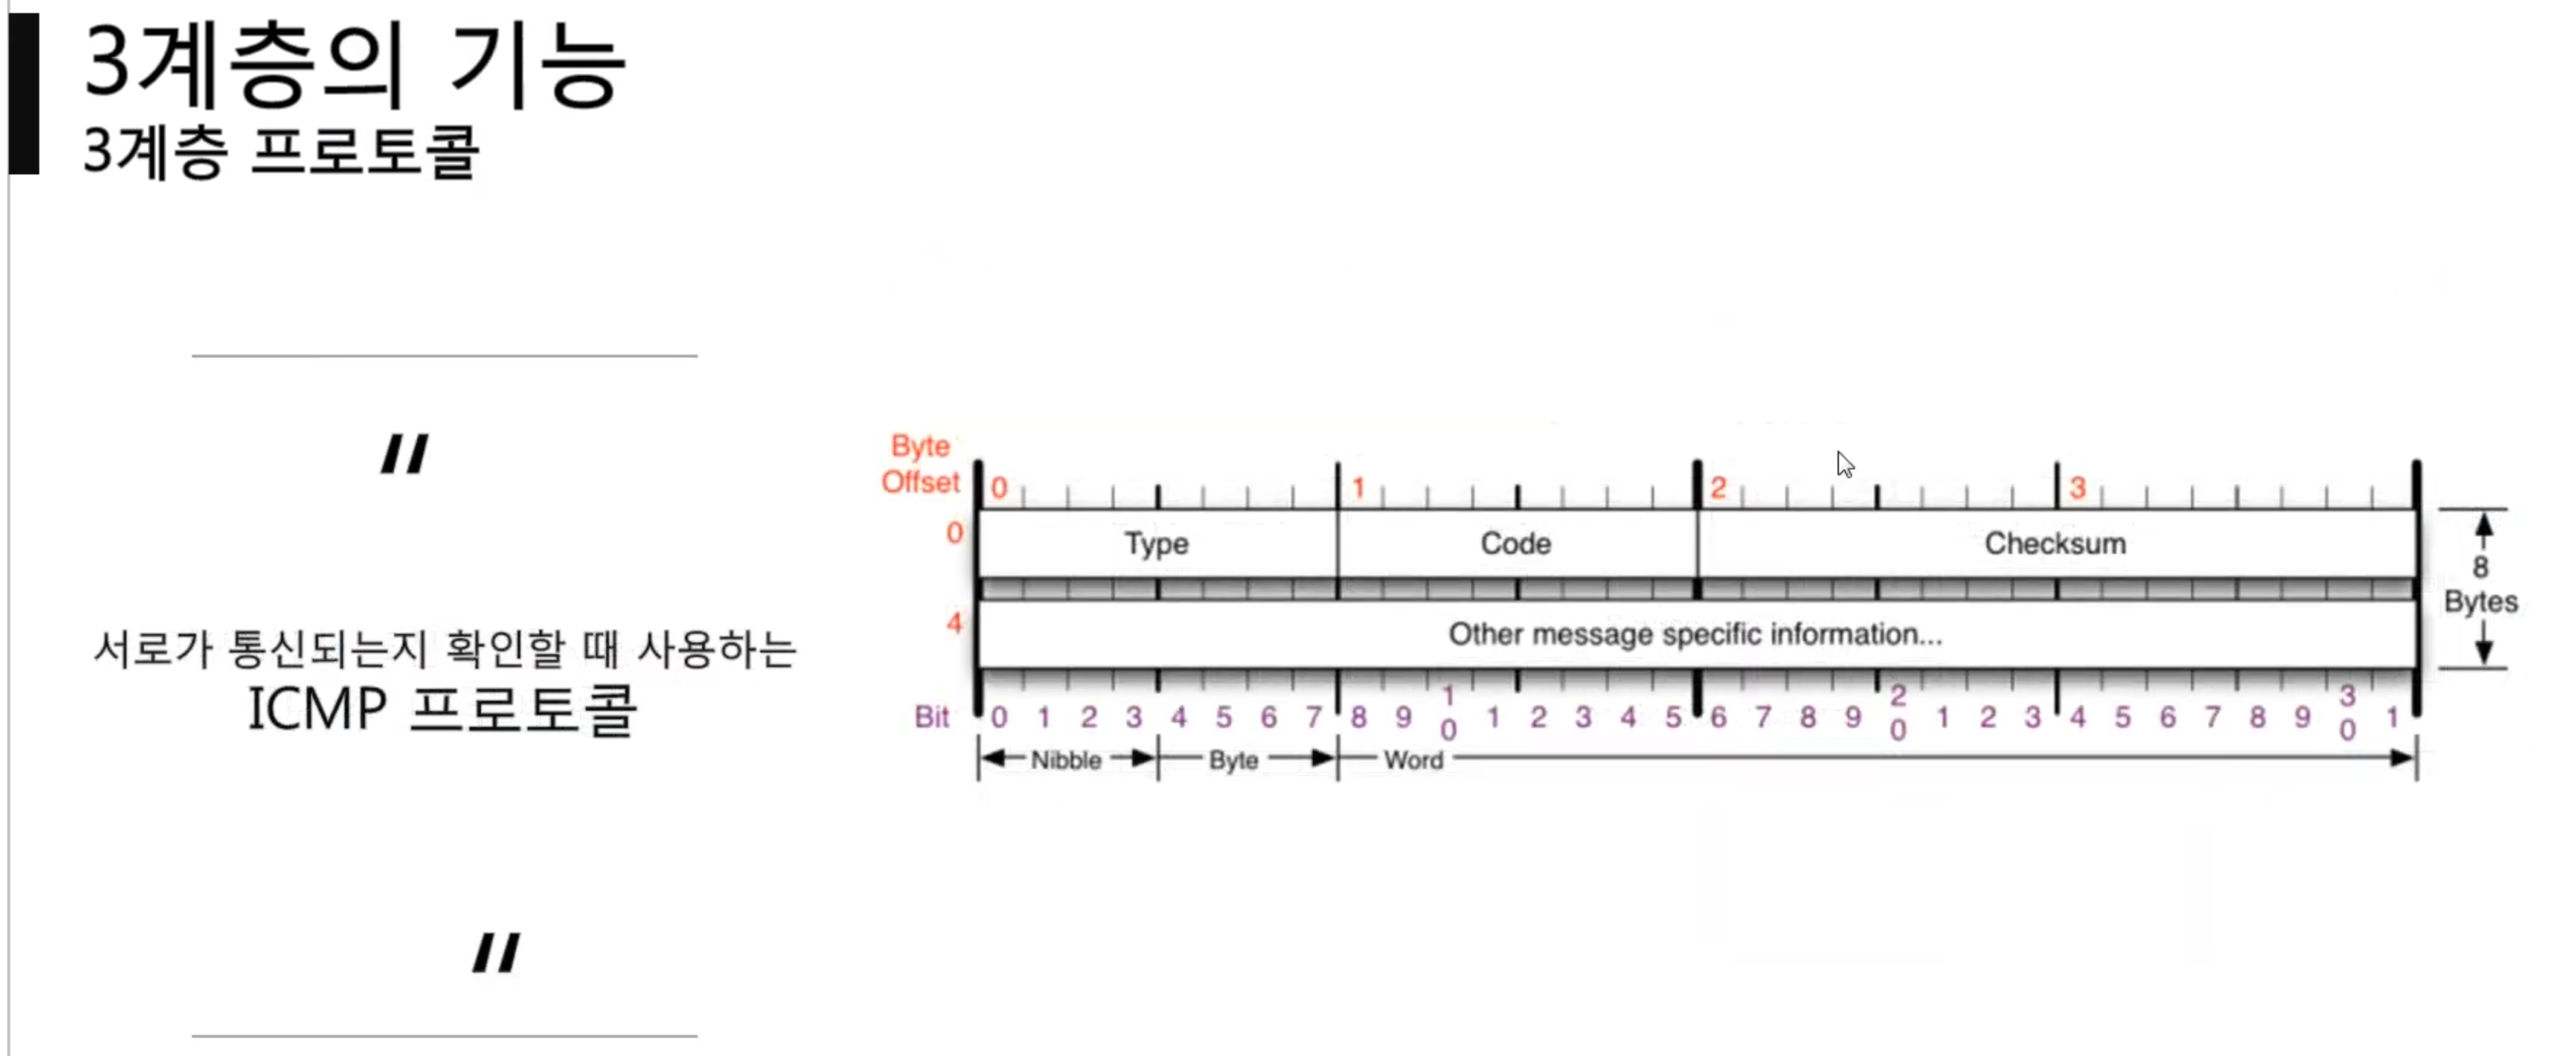 3계층의 기능
3계층 프로토콜
"
서로가 통신되는지 확인할 때 사용하는
ICMP 프로토콜
"
Byte
Offset
0 1 2 3
0
Type Code Checksum
4
Other message specific information...
8
Bytes
Bit 0 1 2 3 4 5 6 7 8 9 10 1 2 3 4 5 6 7 8 9 20 1 2 3 4 5 6 7 8 9 30 1
Nibble Byte Word